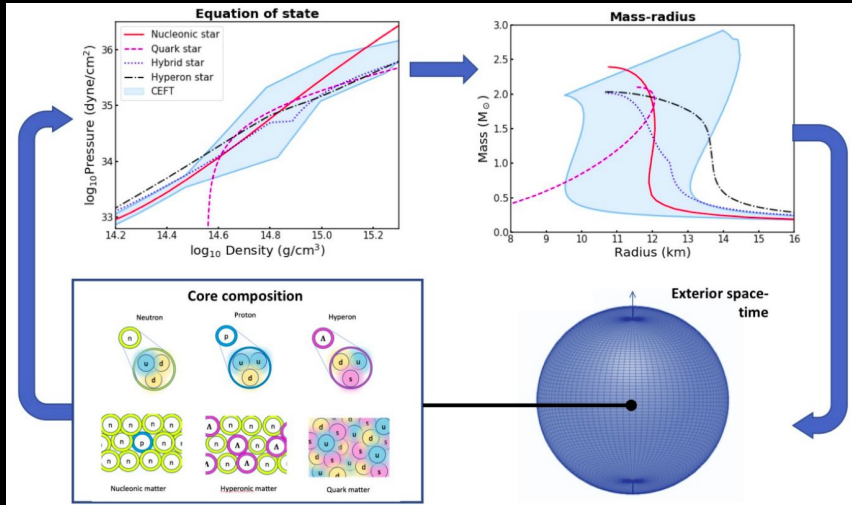 Equation of state
Nucleonic star
Quark star
Hybrid star
Hyperon star
CEFT
log₁₀Pressure (dyne/cm²)
36
35
34
33
14.2 14.4 14.6 14.8 15.0 15.2
log₁₀ Density (g/cm³)
Mass-radius
Mass (M⊙)
3.0
2.5
2.0
1.5
1.0
0.5
0.0
8 9 10 11 12 13 14 15 16
Radius (km)
Core composition
Neutron Proton Hyperon
n p Λ
u d d
u u d
d u s
n n n n
n p n
n n n n
Λ n n Λ
n Λ n Λ
n Λ n n
Nucleonic matter Hyperonic matter Quark matter
Exterior space-
time